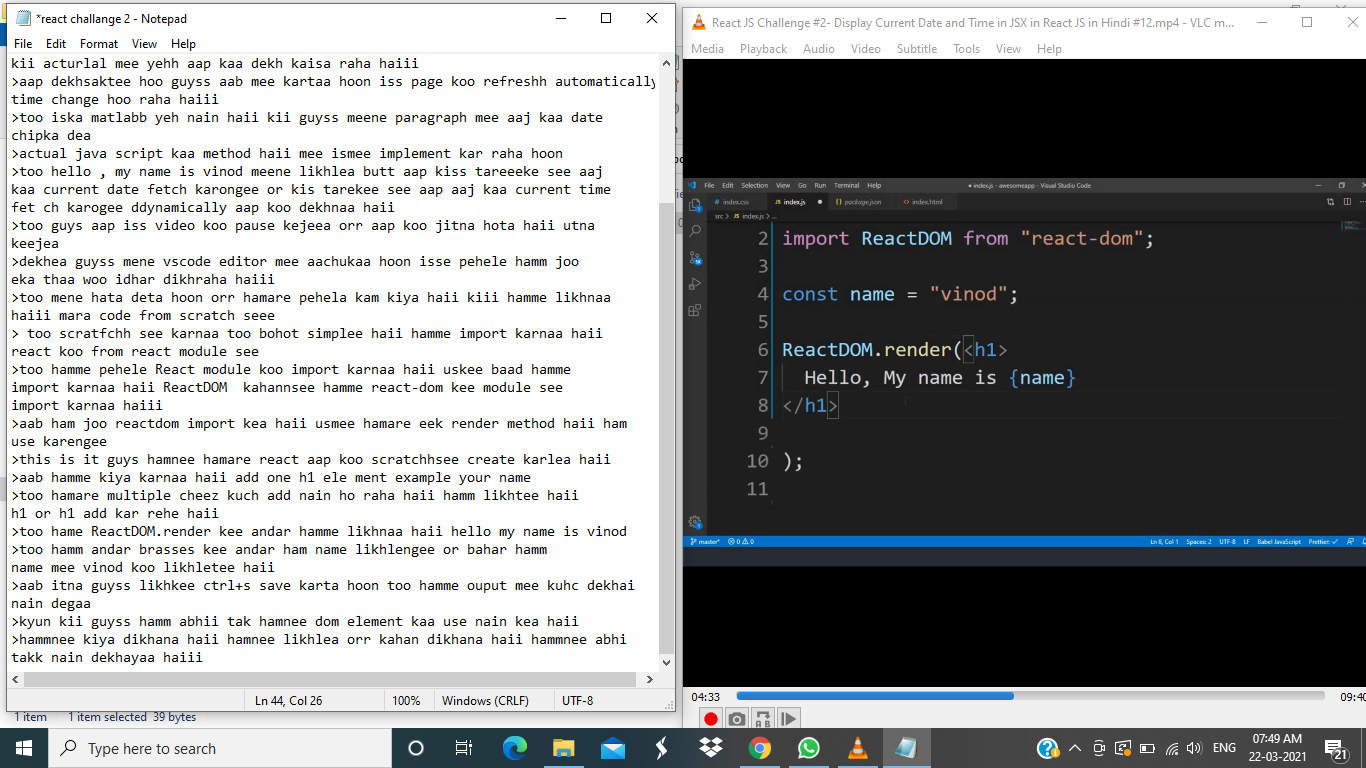 *react challange 2 - Notepad
File Edit Format View Help
kii acturlal mee yehh aap kaa dekh kaisa raha haiii
>aap dekhsaktee hoo guyss aab mee kartaa hoon iss page koo refreshh automatically
time change hoo raha haiii
>too iska matlabb yeh nain haii kii guyss meene paragraph mee aaj kaa date
chipka dea
>actual java script kaa method haii mee ismee implement kar raha hoon
>too hello , my name is vinod meene likhlea butt aap kiss tareeeke see aaj
kaa current date fetch karongee or kis tarekee see aap aaj kaa current time
fet ch karogee ddynamically aap koo dekhnaa haii
>too guys aap iss video koo pause kejeea orr aap koo jitna hota haii utna
keejea
>dekhea guyss mene vscode editor mee aachukaa hoon isse pehele hamm joo
eka thaa woo idhar dikhraha haiii
>too mene hata deta hoon orr hamare pehela kam kiya haii kiii hamme likhnaa
haiii mara code from scratch seee
> too scratfchh see karnaa too bohot simplee haii hamme import karnaa haii
react koo from react module see
>too hamme pehele React module koo import karnaa haii uskee baad hamme
import karnaa haii ReactDOM  kahannsee hamme react-dom kee module see
import karnaa haiii
>aab ham joo reactdom import kea haii usmee hamare eek render method haii ham
use karengee
>this is it guys hamnee hamare react aap koo scratchhsee create karlea haii
>aab hamme kiya karnaa haii add one h1 ele ment example your name
>too hamare multiple cheez kuch add nain ho raha haii hamm likhtee haii
h1 or h1 add kar rehe haii
>too hame ReactDOM.render kee andar hamme likhnaa haii hello my name is vinod
>too hamm andar brasses kee andar ham name likhlengee or bahar hamm
name mee vinod koo likhletee haii
>aab itna guyss likhkee ctrl+s save karta hoon too hamme ouput mee kuhc dekhai
nain degaa
>kyun kii guyss hamm abhii tak hamnee dom element kaa use nain kea haii
>hammnee kiya dikhana haii hamnee likhlea orr kahan dikhana haii hammnee abhi
takk nain dekhayaa haiii
Ln 44, Col 26 100% Windows (CRLF) UTF-8
1 item 1 item selected 39 bytes
React JS Challenge #2- Display Current Date and Time in JSX in React JS in Hindi #12.mp4 - VLC m...
Media Playback Audio Video Subtitle Tools View Help
File Edit Selection View Go Run Terminal Help
● index.js - awesomeapp - Visual Studio Code
index.css JS index.js ● package.json index.html
src > JS index.js > ...
2 import ReactDOM from "react-dom";
3
4 const name = "vinod";
5
6 ReactDOM.render(<h1>
7 Hello, My name is {name}
8 </h1>
9
10 );
11
master* 0 0 Ln 8, Col 1 Spaces: 2 UTF-8 LF Babel JavaScript Prettier: ✓
04:33 09:40
Type here to search
ENG
07:49 AM
22-03-2021
21